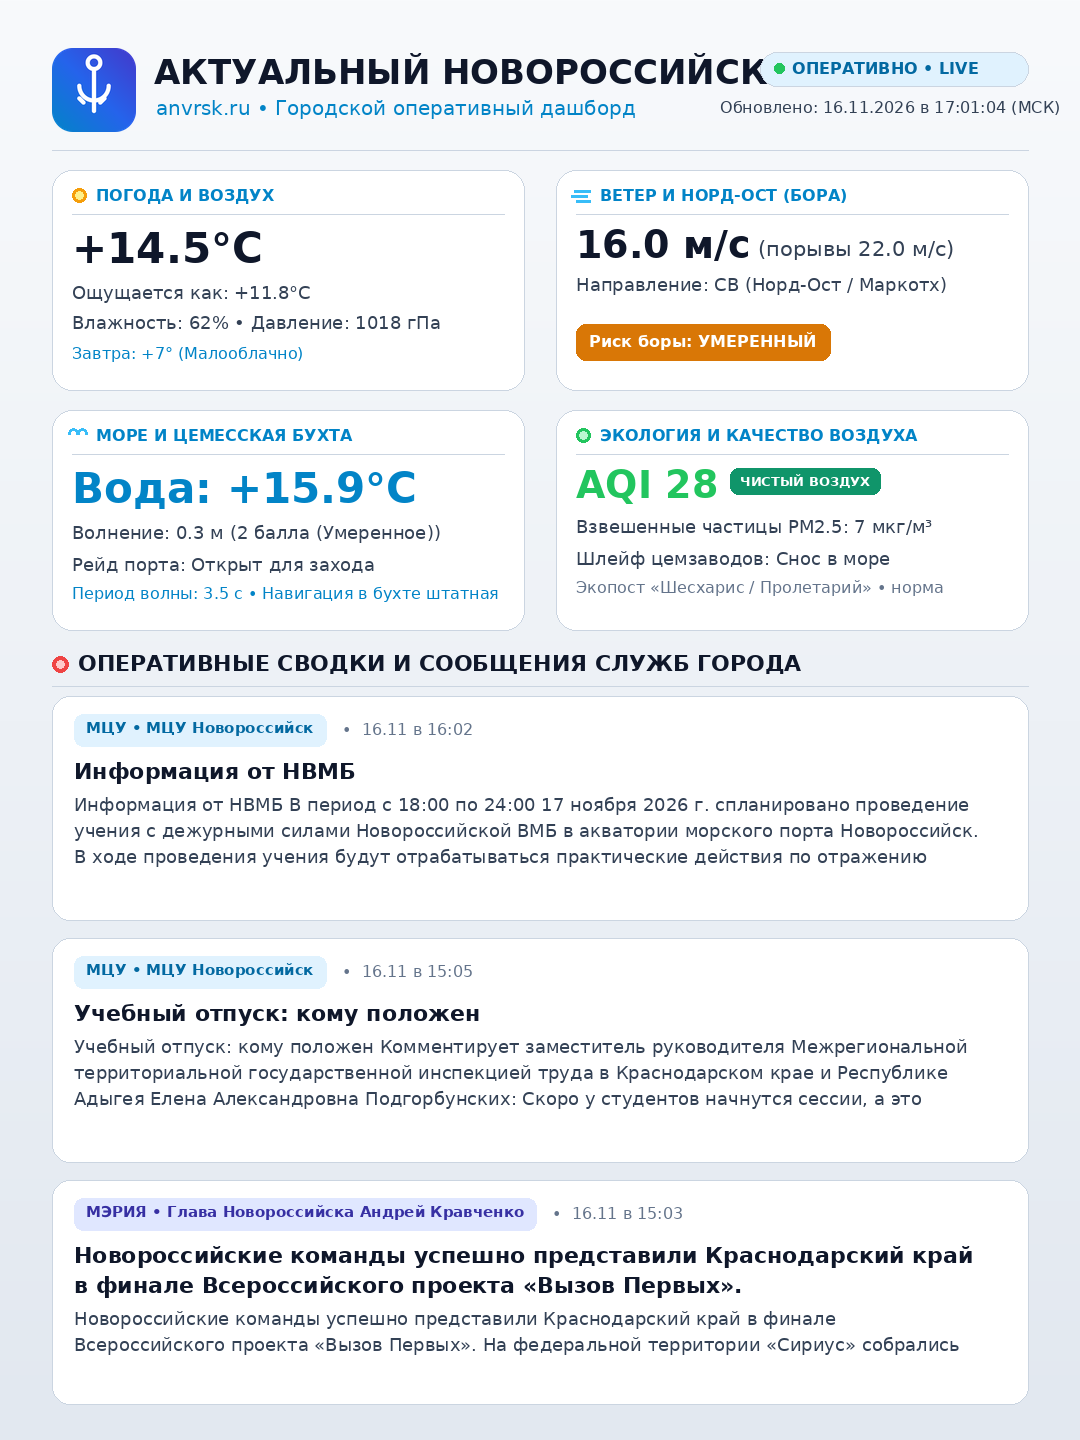 АКТУАЛЬНЫЙ НОВОРОССИЙСК
ОПЕРАТИВНО • LIVE
anvrsk.ru • Городской оперативный дашборд
Обновлено: 16.11.2026 в 17:01:04 (МСК)
ПОГОДА И ВОЗДУХ
+14.5°C
Ощущается как: +11.8°C
Влажность: 62% • Давление: 1018 гПа
Завтра: +7° (Малооблачно)
ВЕТЕР И НОРД-ОСТ (БОРА)
16.0 м/с (порывы 22.0 м/с)
Направление: СВ (Норд-Ост / Маркотх)
Риск боры: УМЕРЕННЫЙ
МОРЕ И ЦЕМЕССКАЯ БУХТА
Вода: +15.9°C
Волнение: 0.3 м (2 балла (Умеренное))
Рейд порта: Открыт для захода
Период волны: 3.5 с • Навигация в бухте штатная
ЭКОЛОГИЯ И КАЧЕСТВО ВОЗДУХА
AQI 28 ЧИСТЫЙ ВОЗДУХ
Взвешенные частицы PM2.5: 7 мкг/м³
Шлейф цемзаводов: Снос в море
Экопост «Шесхарис / Пролетарий» • норма
ОПЕРАТИВНЫЕ СВОДКИ И СООБЩЕНИЯ СЛУЖБ ГОРОДА
МЦУ • МЦУ Новороссийск • 16.11 в 16:02
Информация от НВМБ
Информация от НВМБ В период с 18:00 по 24:00 17 ноября 2026 г. спланировано проведение
учения с дежурными силами Новороссийской ВМБ в акватории морского порта Новороссийск.
В ходе проведения учения будут отрабатываться практические действия по отражению
МЦУ • МЦУ Новороссийск • 16.11 в 15:05
Учебный отпуск: кому положен
Учебный отпуск: кому положен Комментирует заместитель руководителя Межрегиональной
территориальной государственной инспекцией труда в Краснодарском крае и Республике
Адыгея Елена Александровна Подгорбунских: Скоро у студентов начнутся сессии, а это
МЭРИЯ • Глава Новороссийска Андрей Кравченко • 16.11 в 15:03
Новороссийские команды успешно представили Краснодарский край
в финале Всероссийского проекта «Вызов Первых».
Новороссийские команды успешно представили Краснодарский край в финале
Всероссийского проекта «Вызов Первых». На федеральной территории «Сириус» собрались